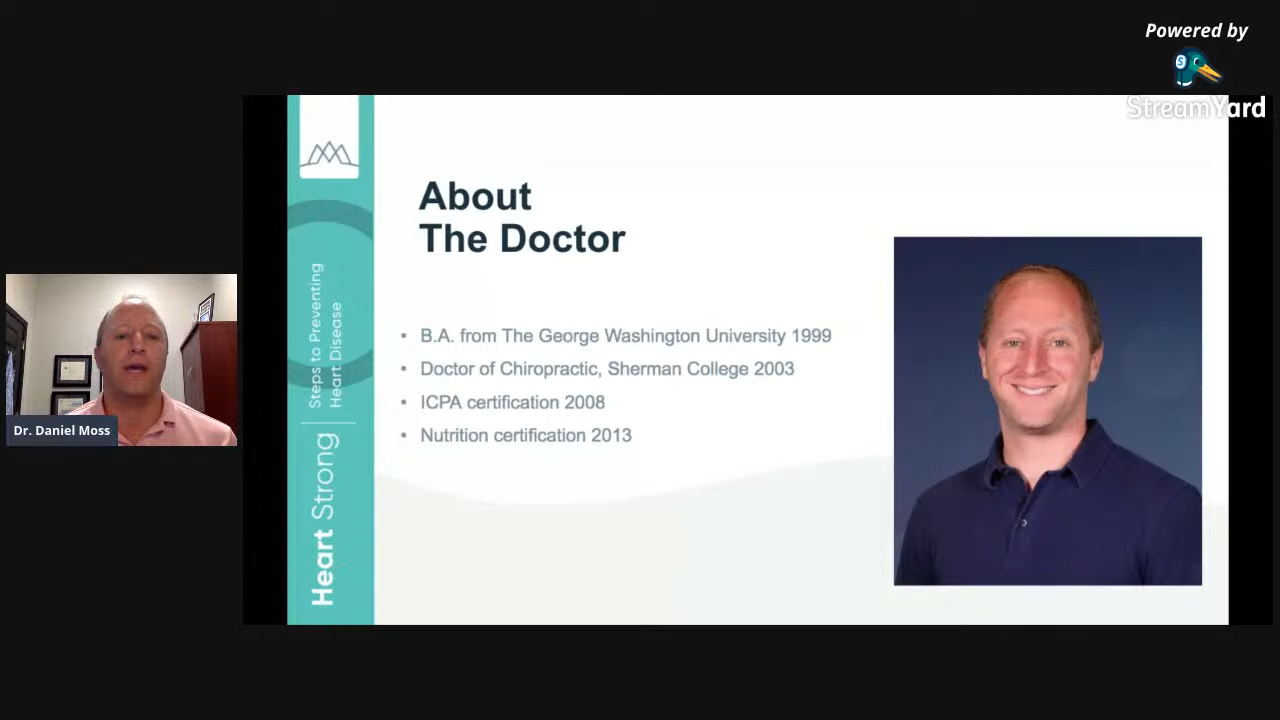 Powered by
StreamYard
About
The Doctor
• B.A. from The George Washington University 1999
• Doctor of Chiropractic, Sherman College 2003
• ICPA certification 2008
• Nutrition certification 2013
Heart Strong
Steps to Preventing
Heart Disease
Dr. Daniel Moss